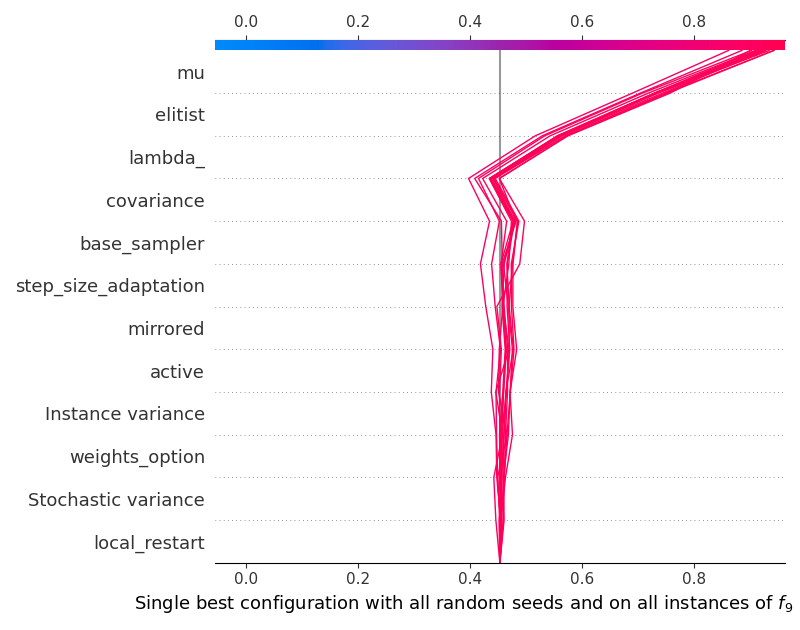 0.0 0.2 0.4 0.6 0.8
mu
elitist
lambda_
covariance
base_sampler
step_size_adaptation
mirrored
active
Instance variance
weights_option
Stochastic variance
local_restart
0.0 0.2 0.4 0.6 0.8
Single best configuration with all random seeds and on all instances of f₉